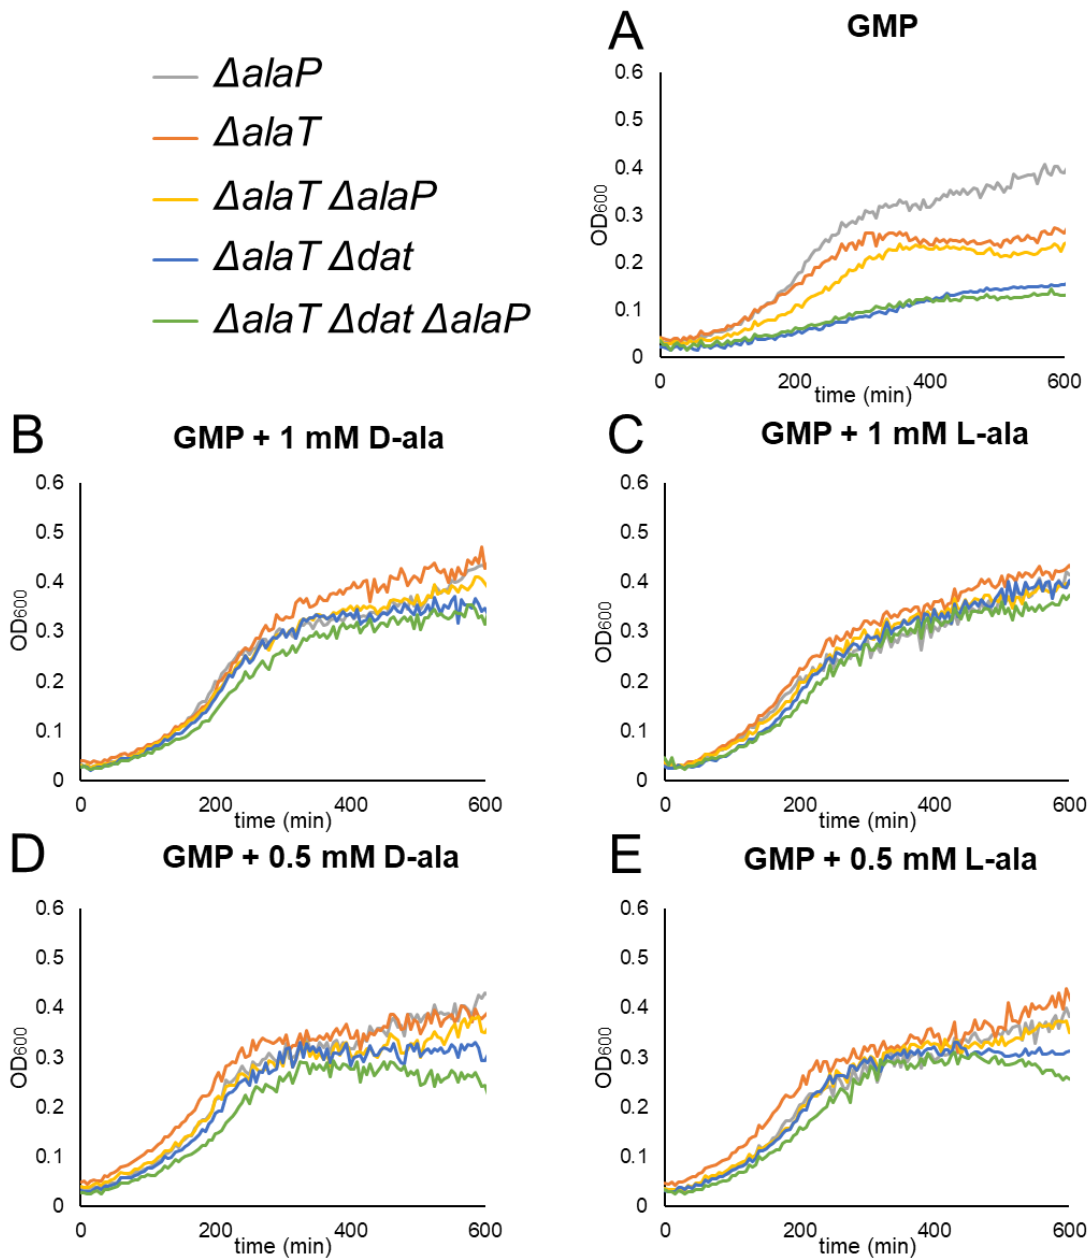 A
GMP
ΔalaP
ΔalaT
ΔalaT ΔalaP
ΔalaT Δdat
ΔalaT Δdat ΔalaP
0.6
0.5
0.4
0.3
0.2
0.1
0
OD600
0
200
400
600
time (min)
B
GMP + 1 mM D-ala
0.6
0.5
0.4
0.3
0.2
0.1
0
OD600
0
200
400
600
time (min)
C
GMP + 1 mM L-ala
0.6
0.5
0.4
0.3
0.2
0.1
0
OD600
0
200
400
600
time (min)
D
GMP + 0.5 mM D-ala
0.6
0.5
0.4
0.3
0.2
0.1
0
OD600
0
200
400
600
time (min)
E
GMP + 0.5 mM L-ala
0.6
0.5
0.4
0.3
0.2
0.1
0
OD600
0
200
400
600
time (min)